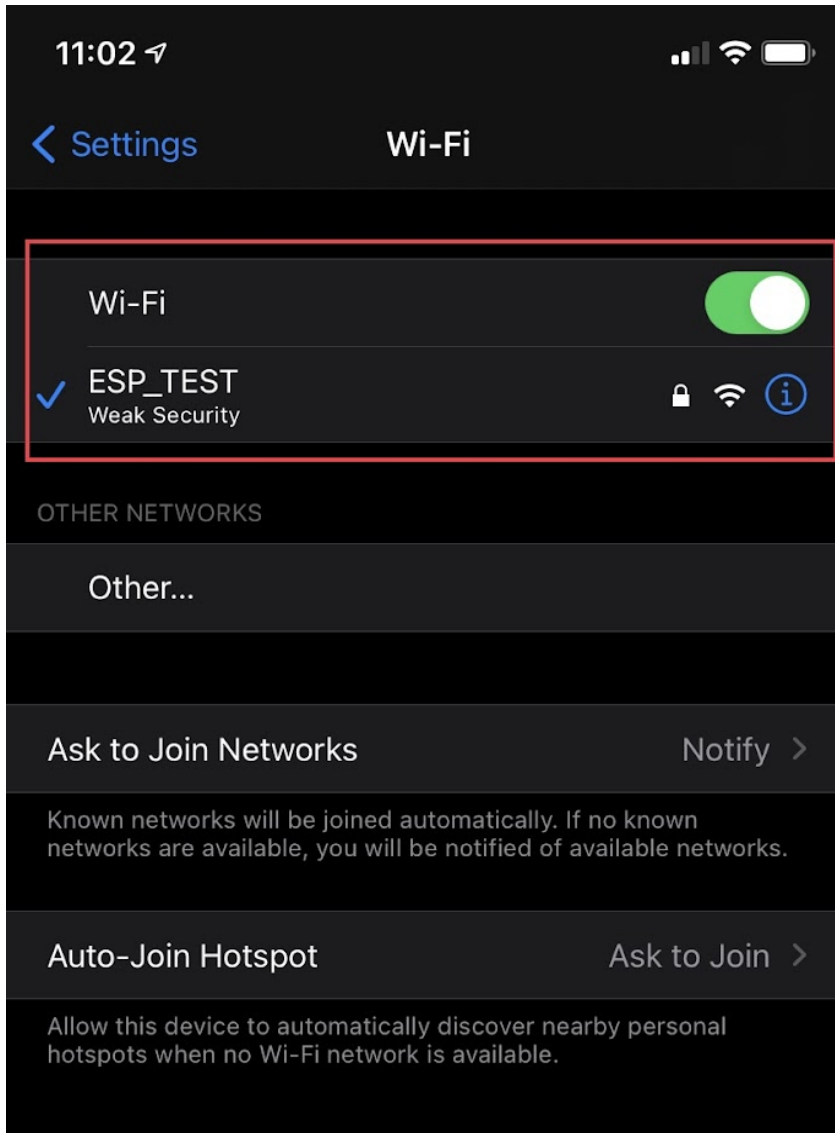 11:02
Settings
Wi-Fi
Wi-Fi
ESP_TEST
Weak Security
OTHER NETWORKS
Other...
Ask to Join Networks Notify
Known networks will be joined automatically. If no known
networks are available, you will be notified of available networks.
Auto-Join Hotspot Ask to Join
Allow this device to automatically discover nearby personal
hotspots when no Wi-Fi network is available.